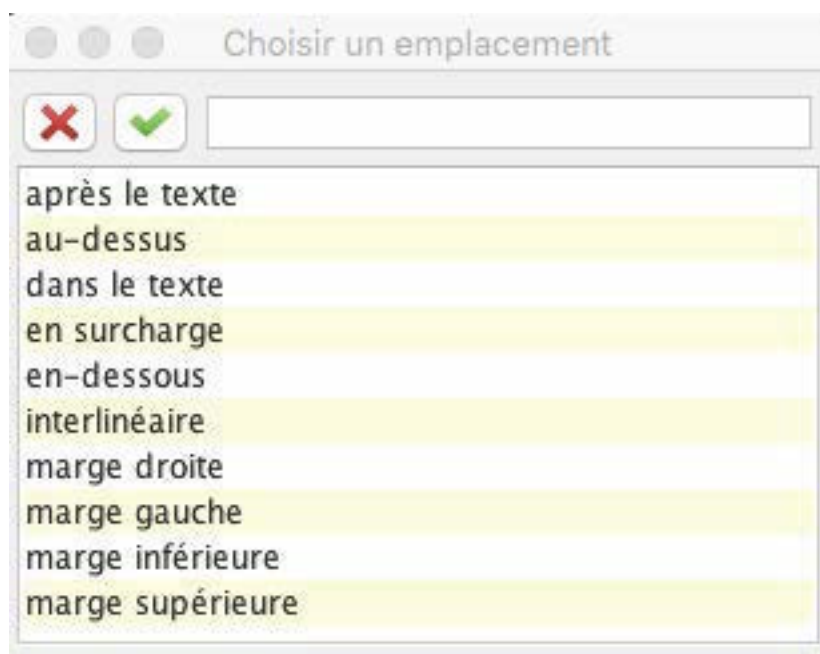 Choisir un emplacement
après le texte
au-dessus
dans le texte
en surcharge
en-dessous
interlinéaire
marge droite
marge gauche
marge inférieure
marge supérieure